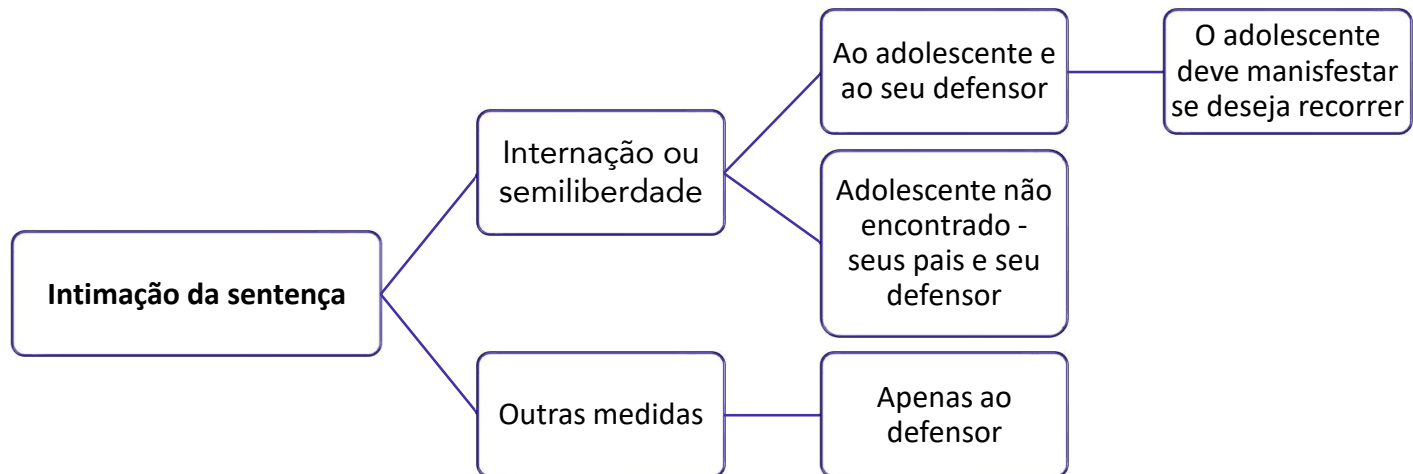 Intimação da sentença
Internação ou
semiliberdade
Ao adolescente e
ao seu defensor
O adolescente
deve manisfestar
se deseja recorrer
Adolescente não
encontrado -
seus pais e seu
defensor
Outras medidas
Apenas ao
defensor